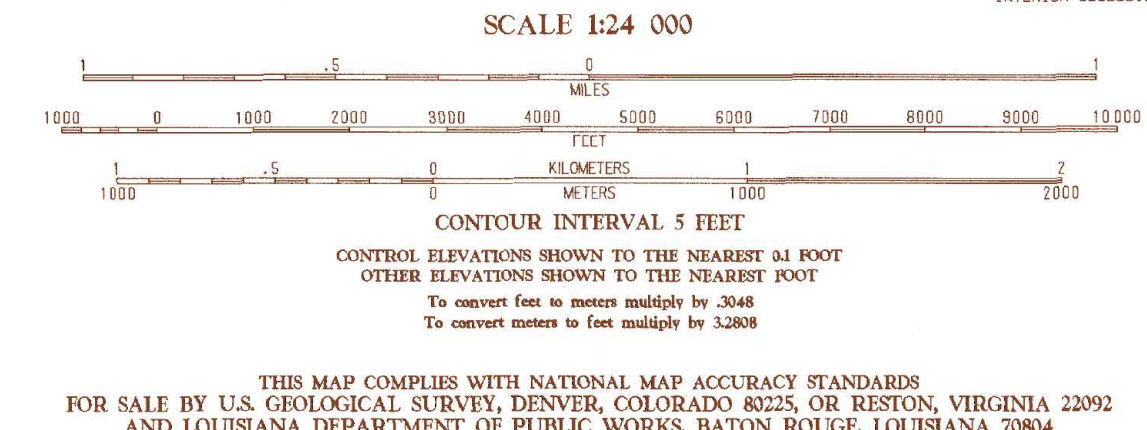 SCALE 1:24 000
1 .5 0 1
MILES
1000 0 1000 2000 3000 4000 5000 6000 7000 8000 9000 10 000
FEET
1 .5 0 KILOMETERS 1 2
1000 0 METERS 1000 2000
CONTOUR INTERVAL 5 FEET
CONTROL ELEVATIONS SHOWN TO THE NEAREST 0.1 FOOT
OTHER ELEVATIONS SHOWN TO THE NEAREST FOOT
To convert feet to meters multiply by .3048
To convert meters to feet multiply by 3.2808
THIS MAP COMPLIES WITH NATIONAL MAP ACCURACY STANDARDS
FOR SALE BY U.S. GEOLOGICAL SURVEY, DENVER, COLORADO 80225, OR RESTON, VIRGINIA 22092
AND LOUISIANA DEPARTMENT OF PUBLIC WORKS, BATON ROUGE, LOUISIANA 70804